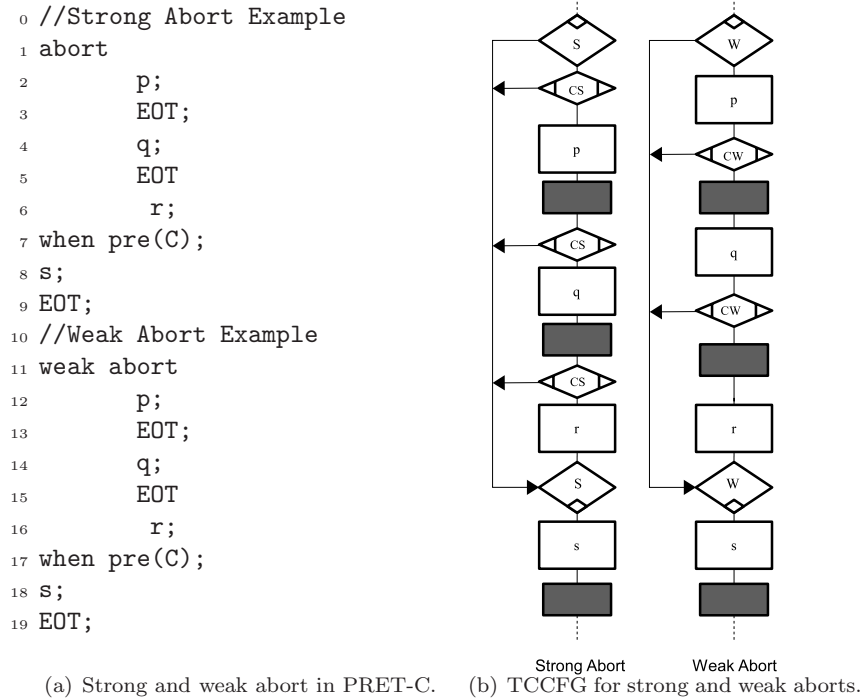 0 //Strong Abort Example
1 abort
2 p;
3 EOT;
4 q;
5 EOT
6 r;
7 when pre(C);
8 s;
9 EOT;
10 //Weak Abort Example
11 weak abort
12 p;
13 EOT;
14 q;
15 EOT
16 r;
17 when pre(C);
18 s;
19 EOT;
(a) Strong and weak abort in PRET-C.
S
CS
p
CS
q
CS
r
S
s
Strong Abort
W
p
CW
q
CW
r
W
s
Weak Abort
(b) TCCFG for strong and weak aborts.